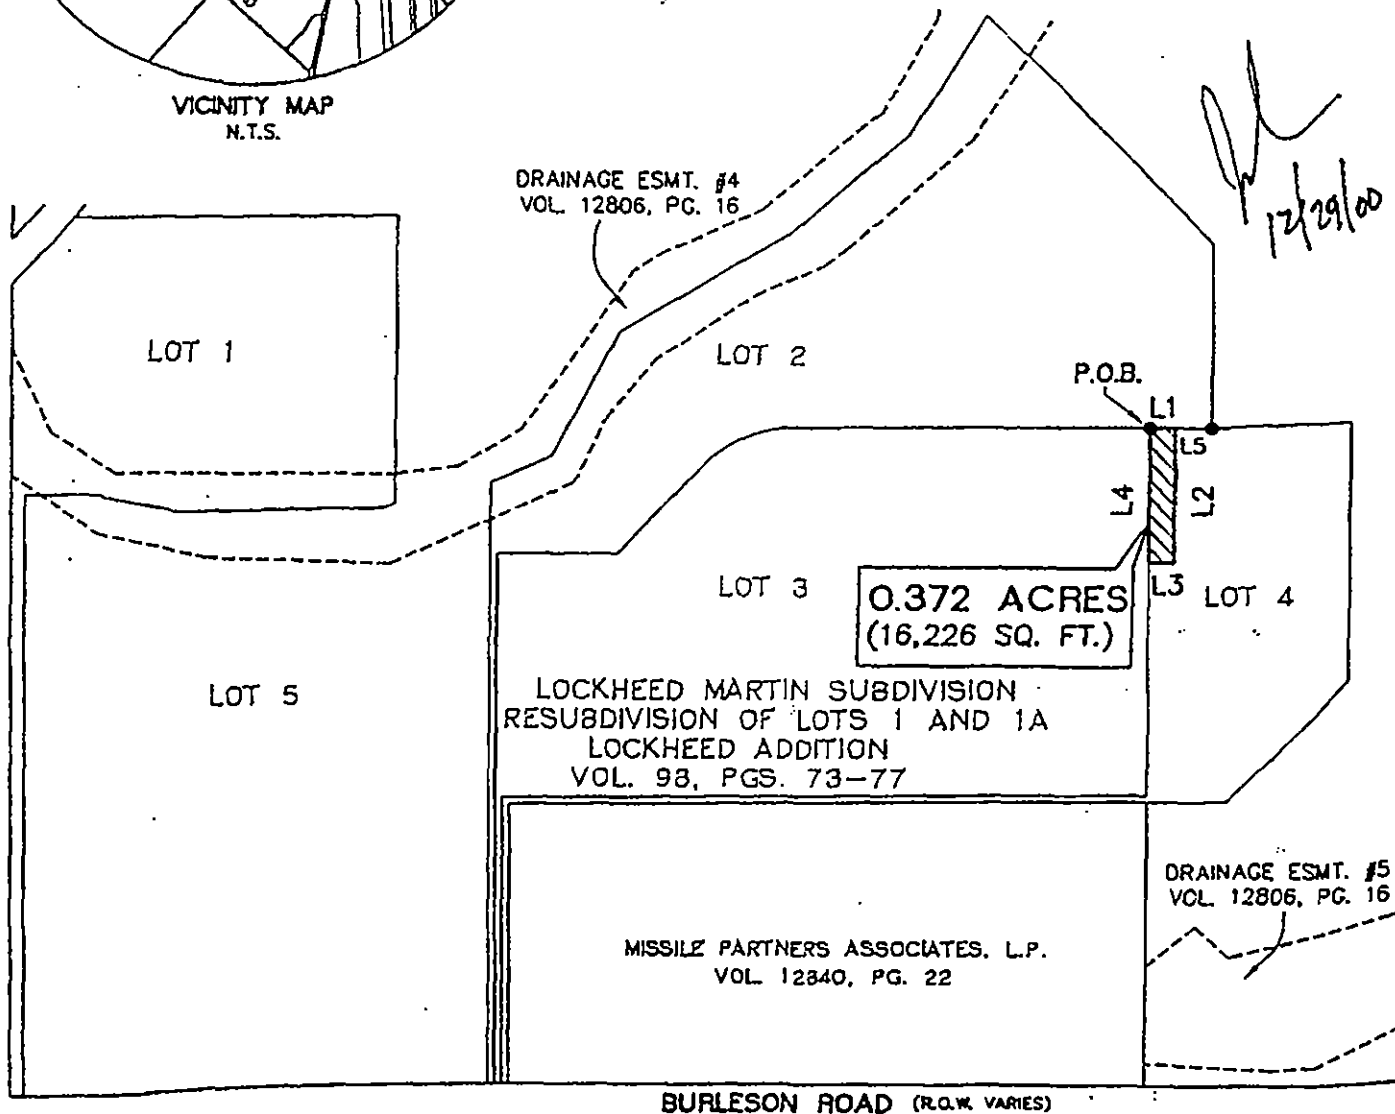 VICINITY MAP
N.T.S.
DRAINAGE ESMT. #4
VOL. 12806, PG. 16
12/29/00
LOT 1
LOT 2
P.O.B.
L1
L5
L4
L2
LOT 3
0.372 ACRES
(16,226 SQ. FT.)
L3
LOT 4
LOT 5
LOCKHEED MARTIN SUBDIVISION
RESUBDIVISION OF LOTS 1 AND 1A
LOCKHEED ADDITION
VOL. 98, PGS. 73-77
DRAINAGE ESMT. #5
VOL. 12806, PG. 16
MISSILE PARTNERS ASSOCIATES, L.P.
VOL. 12840, PG. 22
BURLESON ROAD (R.O.W. VARIES)